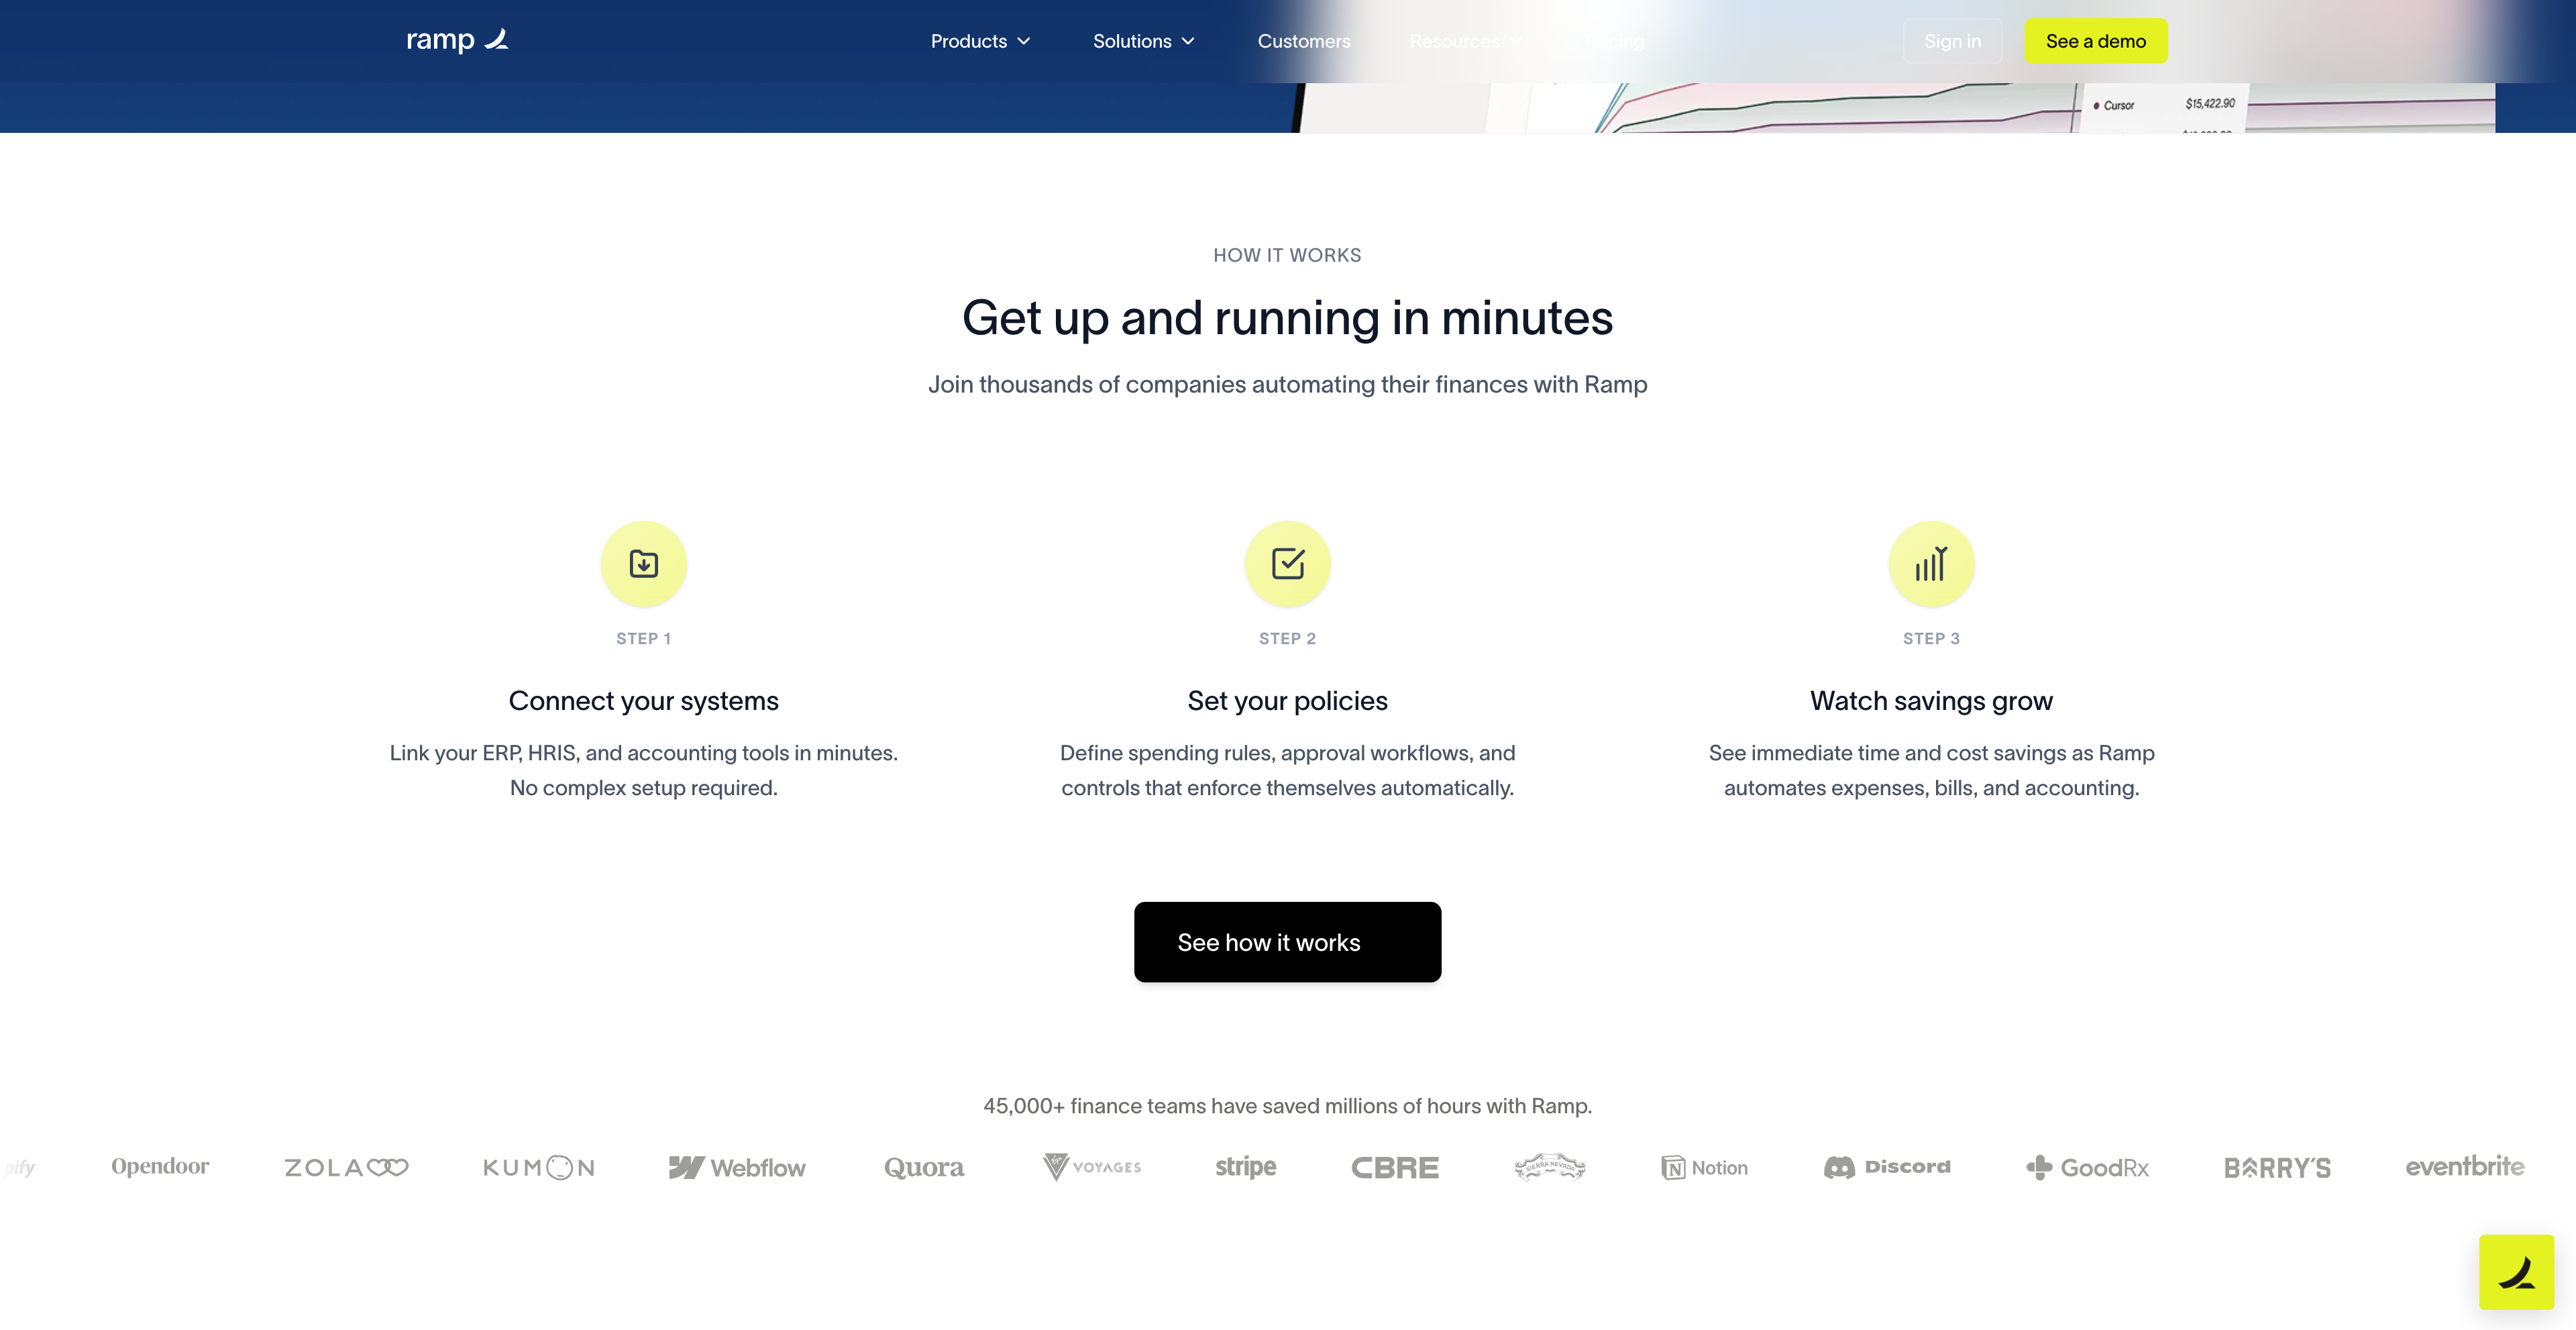 ramp
Products
Solutions
Customers
Resources
Pricing
Sign in
See a demo
Cursor $15,422.90
HOW IT WORKS
Get up and running in minutes
Join thousands of companies automating their finances with Ramp
STEP 1
Connect your systems
Link your ERP, HRIS, and accounting tools in minutes.
No complex setup required.
STEP 2
Set your policies
Define spending rules, approval workflows, and
controls that enforce themselves automatically.
STEP 3
Watch savings grow
See immediate time and cost savings as Ramp
automates expenses, bills, and accounting.
See how it works
45,000+ finance teams have saved millions of hours with Ramp.
pify
Opendoor
ZOLA
KUMON
Webflow
Quora
VOYAGES
stripe
CBRE
SIERRA NEVADA
Notion
Discord
GoodRx
BARRY'S
eventbrite